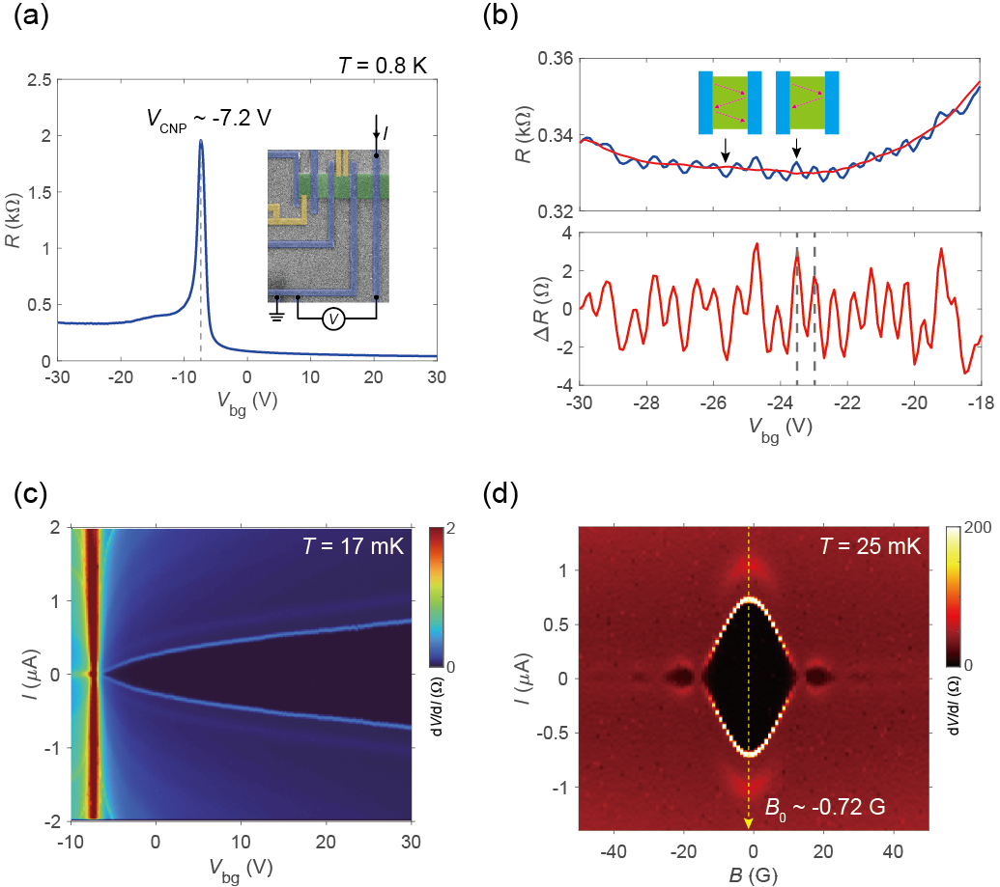 (a)
T = 0.8 K
2.5
2
1.5
1
0.5
0
R (kΩ)
V_CNP ~ -7.2 V
I
V
-30 -20 -10 0 10 20 30
V_bg (V)
(b)
0.36
0.34
0.32
R (kΩ)
4
2
0
-2
-4
ΔR (Ω)
-30 -28 -26 -24 -22 -20 -18
V_bg (V)
(c)
T = 17 mK
2
1
0
-1
-2
I (μA)
-10 0 10 20 30
V_bg (V)
2
0
dV/dI (Ω)
(d)
T = 25 mK
1
0.5
0
-0.5
-1
I (μA)
B_0 ~ -0.72 G
-40 -20 0 20 40
B (G)
200
0
dV/dI (Ω)